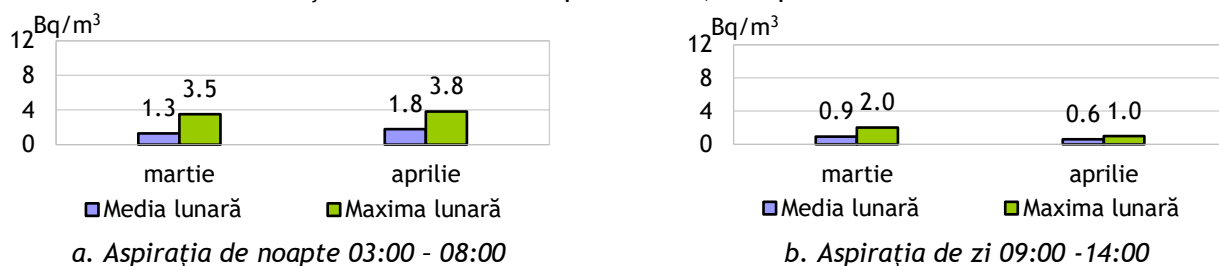 Bq/m³
12
8
4
0
1.3
3.5
1.8
3.8
martie
aprilie
Media lunară
Maxima lunară
a. Aspirația de noapte 03:00 – 08:00
Bq/m³
12
8
4
0
0.9
2.0
0.6
1.0
martie
aprilie
Media lunară
Maxima lunară
b. Aspirația de zi 09:00 -14:00